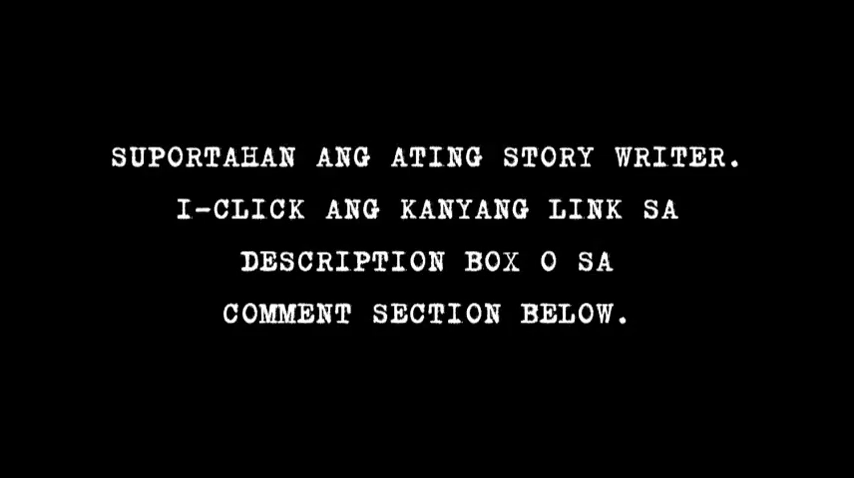 SUPORTAHAN ANG ATING STORY WRITER.
I-CLICK ANG KANYANG LINK SA
DESCRIPTION BOX O SA
COMMENT SECTION BELOW.